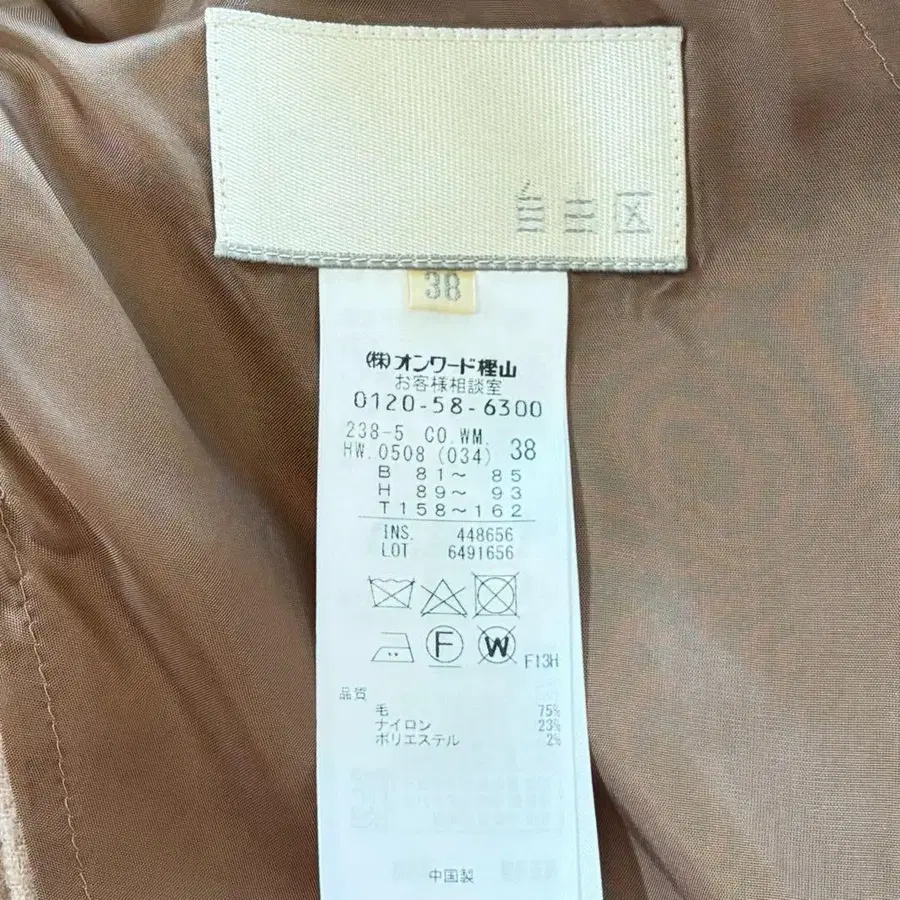 自主区
38
(株)オンワード樫山
お客様相談室
0120-58-6300
238-5 CO.WM. 38
HW.0508 (034)
B 81～ 85
H 89～ 93
T158～162
INS. 448656
LOT 6491656
F
W
F13H
品質
毛 75%
ナイロン 23%
ポリエステル 2%
中国製